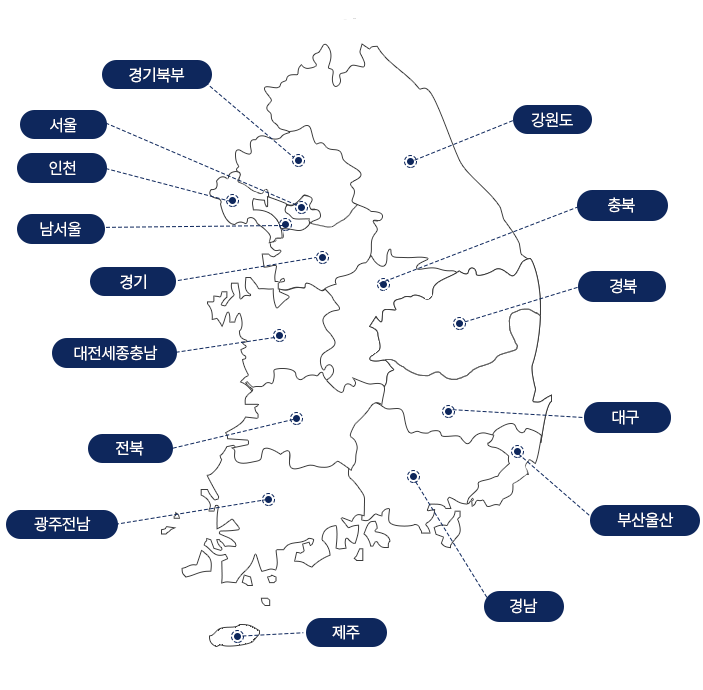 경기북부
서울
강원도
인천
충북
남서울
경기
경북
대전세종충남
대구
전북
광주전남
부산울산
경남
제주